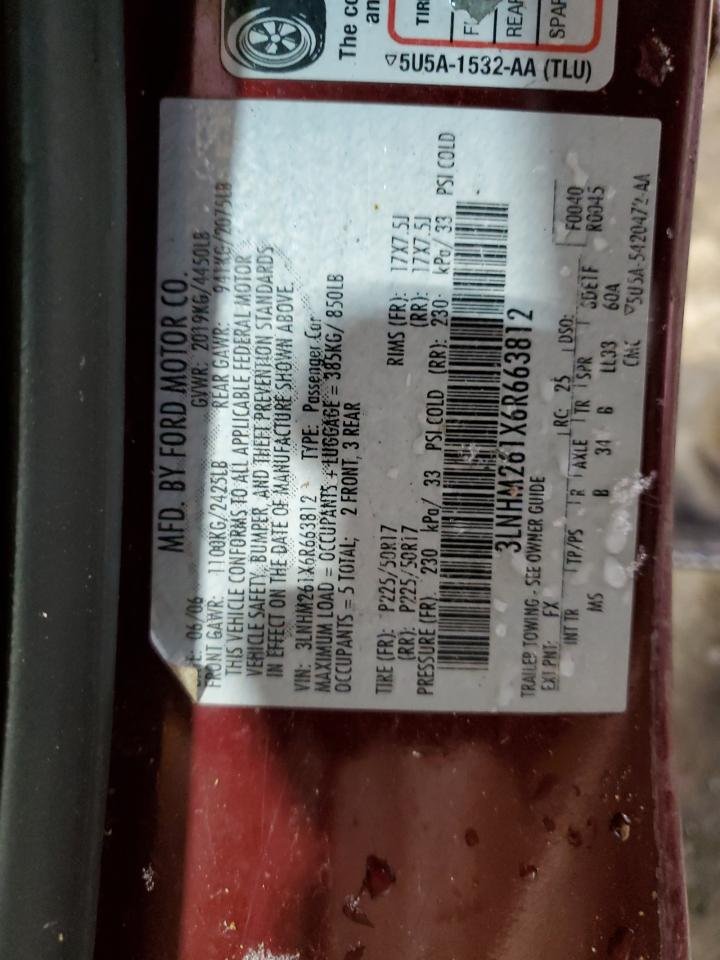 The co
an
TIR
REAR
SPAR
▽5U5A-1532-AA (TLU)
MFD. BY FORD MOTOR CO.
06/06 GVWR: 2019KG/4450LB
FRONT GAWR: 1100KG/2425LB REAR GAWR: 941KG/2075LB
THIS VEHICLE CONFORMS TO ALL APPLICABLE FEDERAL MOTOR
VEHICLE SAFETY, BUMPER, AND THEFT PREVENTION STANDARDS
IN EFFECT ON THE DATE OF MANUFACTURE SHOWN ABOVE.
VIN: 3LNHM261X6R663812 TYPE: Passenger Car
MAXIMUM LOAD = OCCUPANTS + LUGGAGE = 385KG/ 850LB
OCCUPANTS = 5 TOTAL; 2 FRONT, 3 REAR
TIRE (FR): P225/50R17 RIMS (FR): 17X7.5J
(RR): P225/50R17 (RR): 17X7.5J
PRESSURE (FR): 230 kPa/ 33 PSI COLD (RR): 230 kPa/ 33 PSI COLD
3LNHM261X6R663812
TRAILER TOWING - SEE OWNER GUIDE
EXT PNT: FX RC: 25 DSO: F0040
R0045
INT TR TP/PS R AXLE TR SPR
MS B 34 B LL33 60A
CMC ▽5U5A-5420472-AA